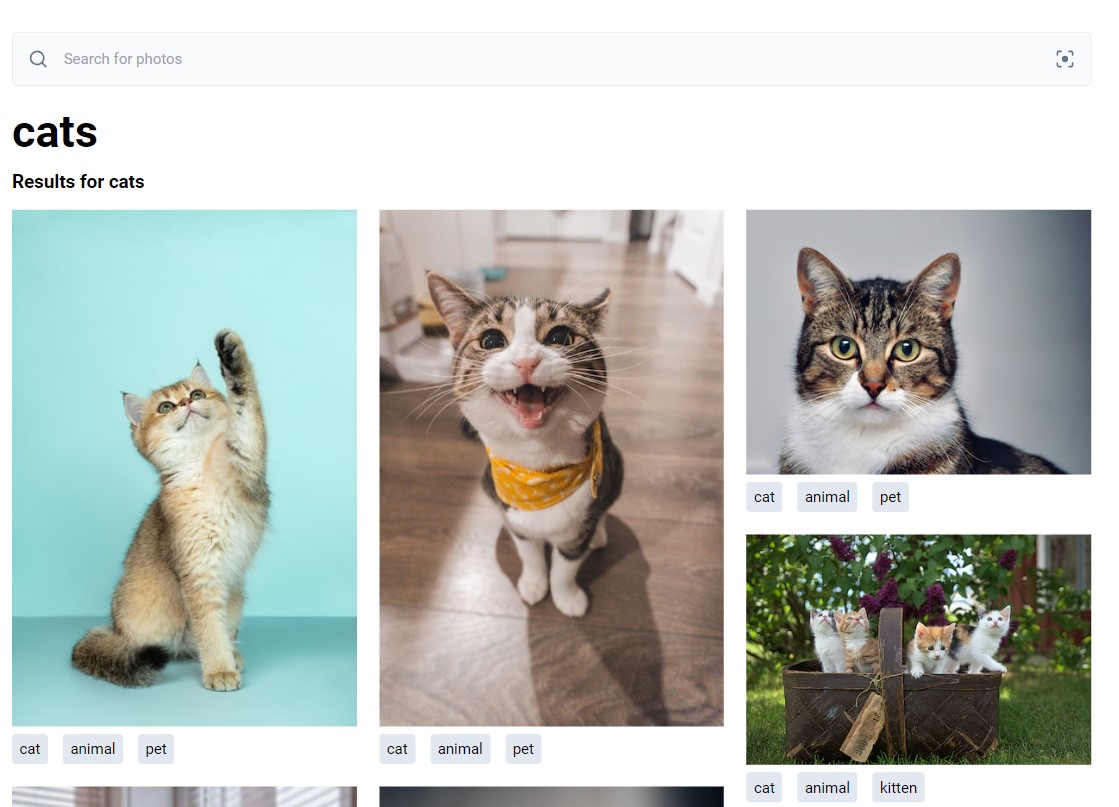 Search for photos
cats
Results for cats
cat animal pet
cat animal pet
cat animal pet
cat animal kitten